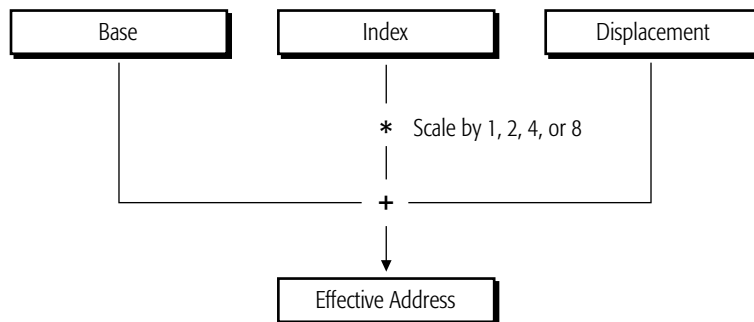 Base
Index
Displacement
* Scale by 1, 2, 4, or 8
+
Effective Address